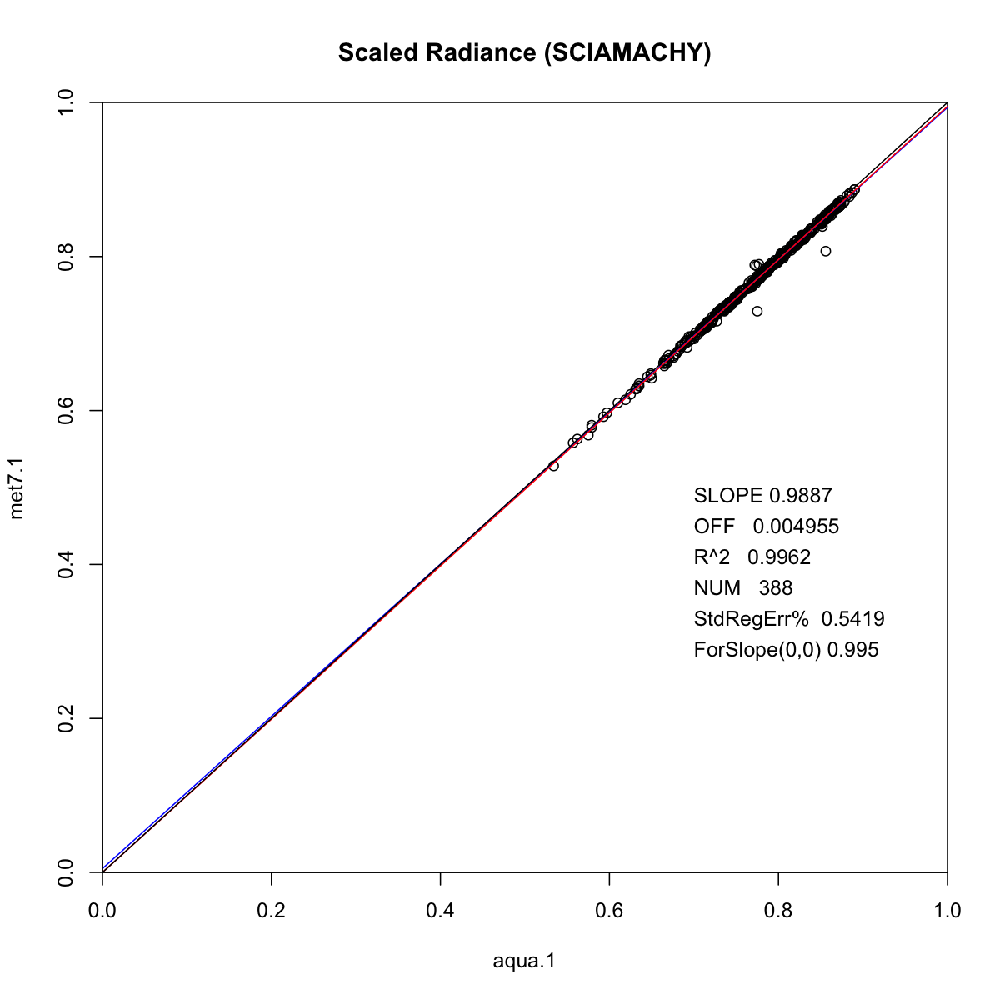 Scaled Radiance (SCIAMACHY)
1.0
0.8
0.6
0.4
0.2
0.0
met7.1
SLOPE 0.9887
OFF 0.004955
R^2 0.9962
NUM 388
StdRegErr% 0.5419
ForSlope(0,0) 0.995
0.0 0.2 0.4 0.6 0.8 1.0
aqua.1